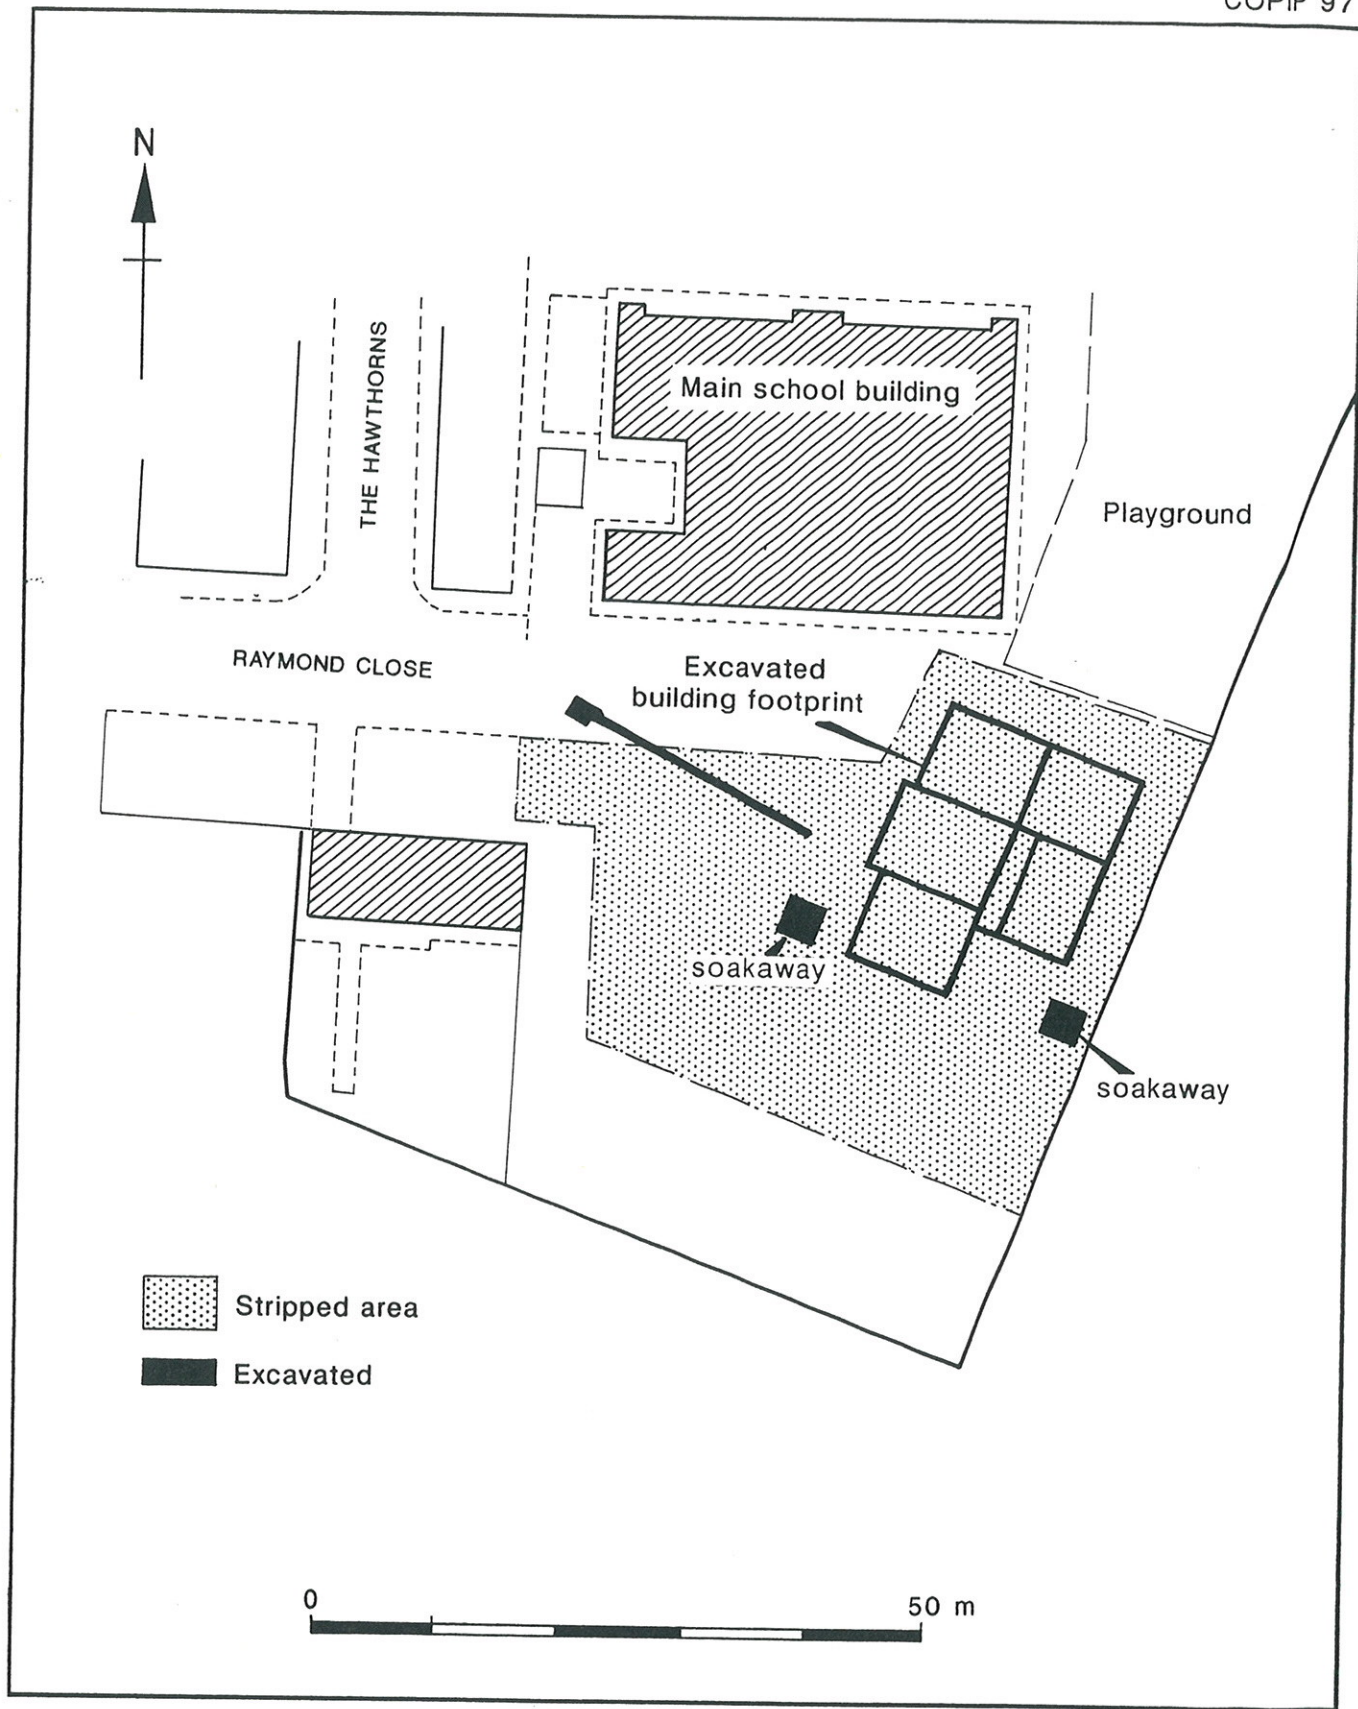 N
THE HAWTHORNS
Main school building
Playground
RAYMOND CLOSE
Excavated
building footprint
soakaway
soakaway
Stripped area
Excavated
0
50 m